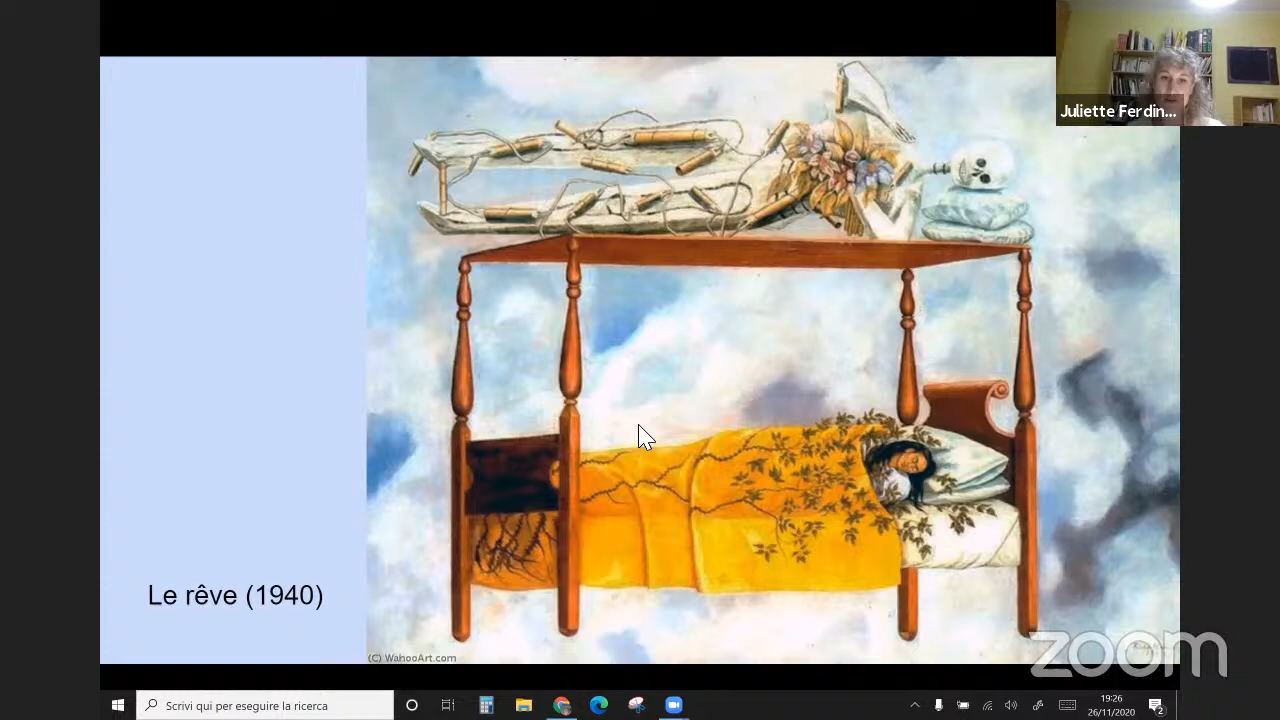 Juliette Ferdin...
Le rêve (1940)
(C) WahooArt.com
zoom
Scrivi qui per eseguire la ricerca
19:26
26/11/2020
2